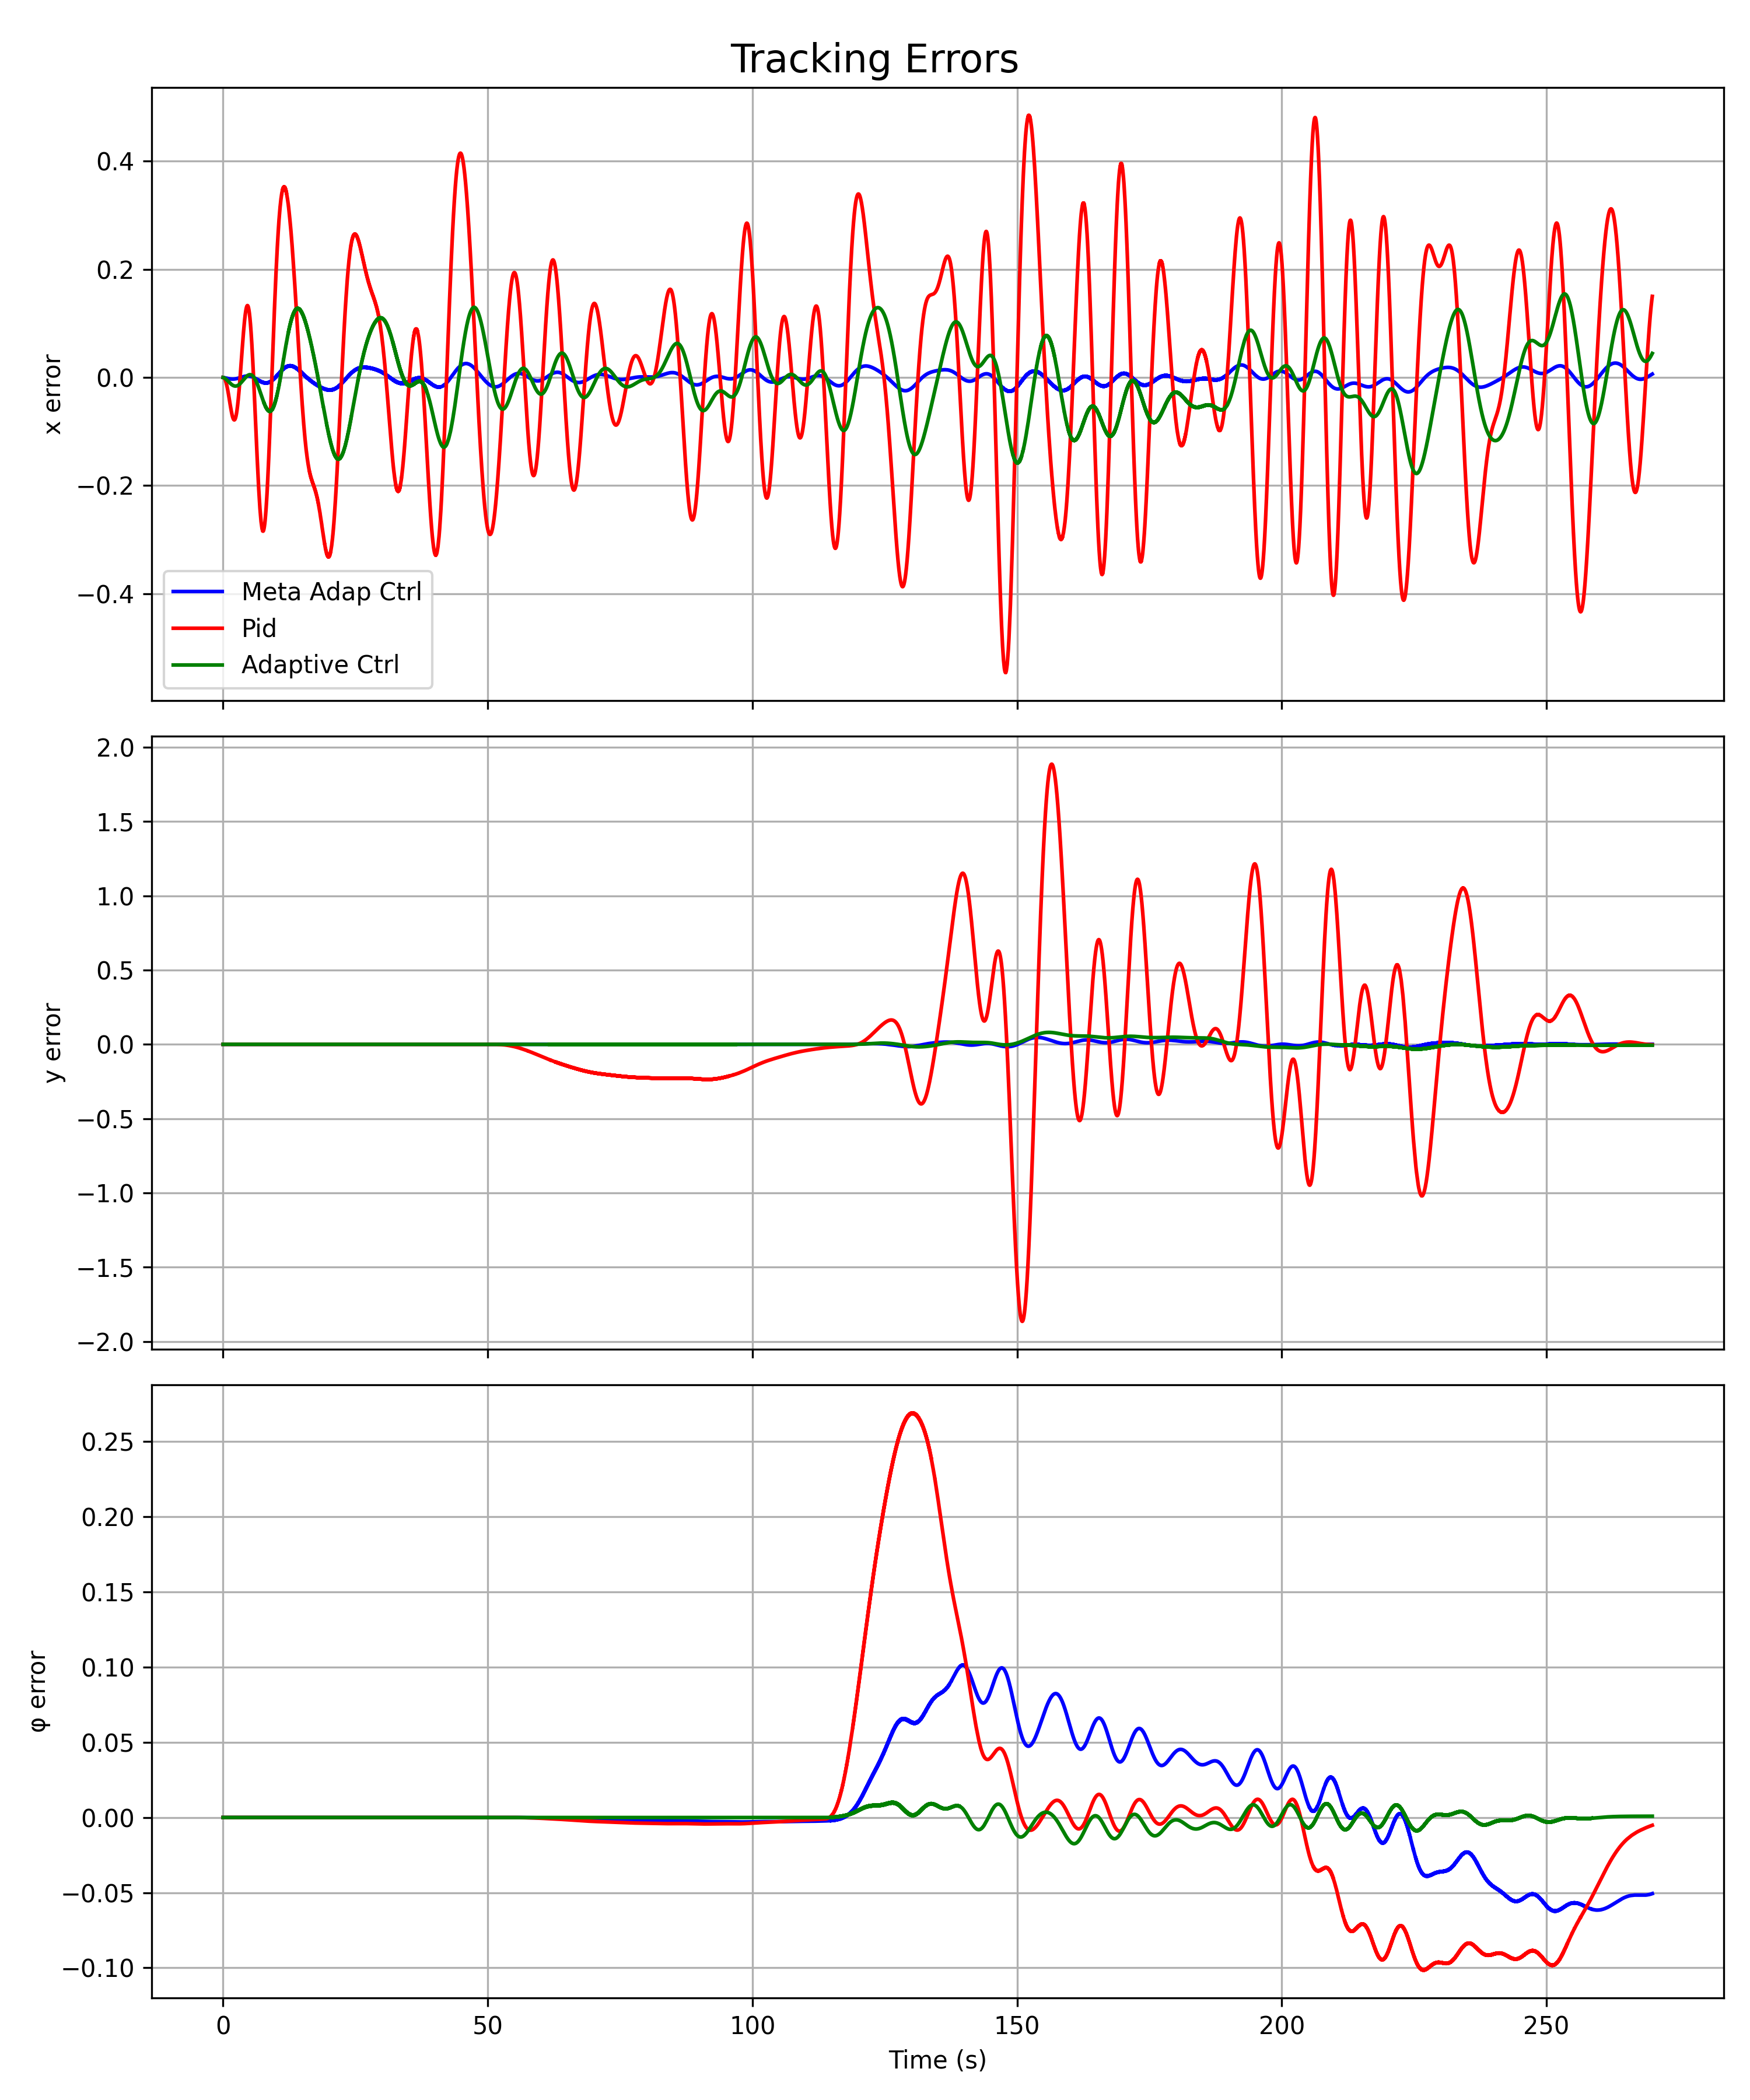 Tracking Errors
0.4
0.2
0.0
−0.2
−0.4
x error
Meta Adap Ctrl
Pid
Adaptive Ctrl
2.0
1.5
1.0
0.5
0.0
−0.5
−1.0
−1.5
−2.0
y error
0.25
0.20
0.15
0.10
0.05
0.00
−0.05
−0.10
φ error
0 50 100 150 200 250
Time (s)